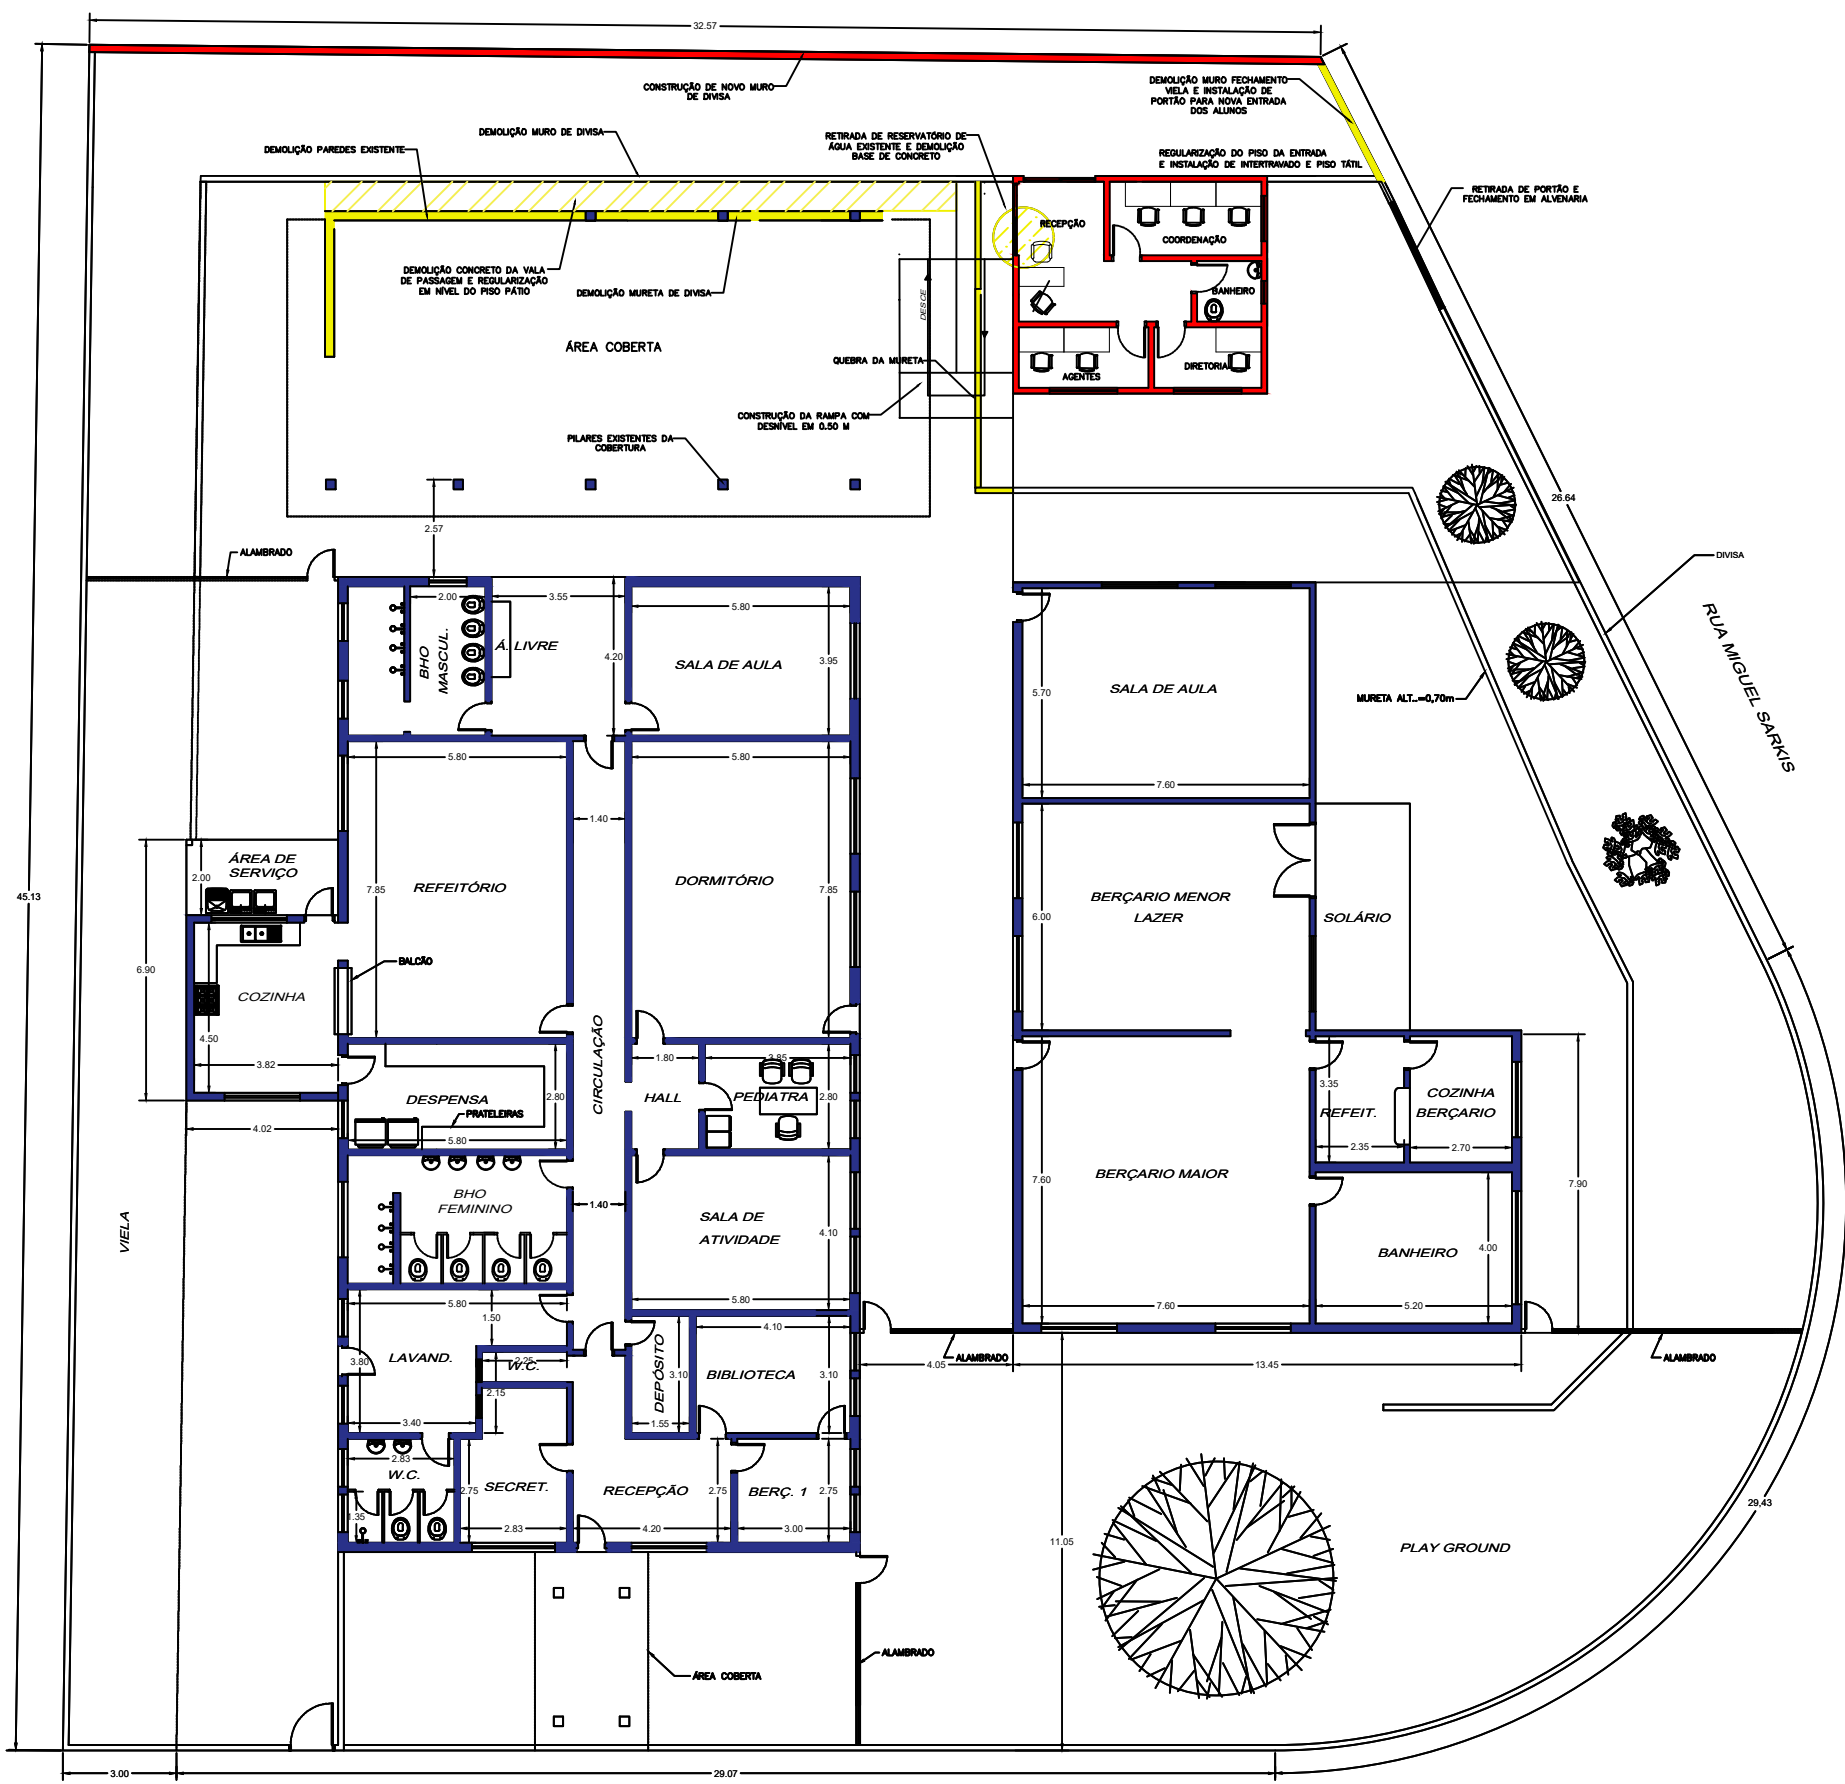 32.57
CONSTRUÇÃO DE NOVO MURO
DE DIVISA
DEMOLIÇÃO MURO FECHAMENTO
VIELA E INSTALAÇÃO DE
PORTÃO PARA NOVA ENTRADA
DOS ALUNOS
DEMOLIÇÃO MURO DE DIVISA
DEMOLIÇÃO PAREDES EXISTENTE
RETIRADA DE RESERVATÓRIO DE
ÁGUA EXISTENTE E DEMOLIÇÃO
BASE DE CONCRETO
REGULARIZAÇÃO DO PISO DA ENTRADA
E INSTALAÇÃO DE INTERTRAVADO E PISO TÁTIL
RETIRADA DE PORTÃO E
FECHAMENTO EM ALVENARIA
RECEPÇÃO
COORDENAÇÃO
DEMOLIÇÃO CONCRETO DA VALA
DE PASSAGEM E REGULARIZAÇÃO
EM NÍVEL DO PISO PÁTIO
DEMOLIÇÃO MURETA DE DIVISA
DESCE
BANHEIRO
ÁREA COBERTA
QUEBRA DA MURETA
AGENTES
DIRETORIA
CONSTRUÇÃO DA RAMPA COM
DESNÍVEL EM 0.50 M
PILARES EXISTENTES DA
COBERTURA
26.64
2.57
ALAMBRADO
DIVISA
RUA MIGUEL SARKIS
2.00
3.55
5.80
BHO
MASCUL.
Á. LIVRE
4.20
SALA DE AULA
3.95
5.70
SALA DE AULA
MURETA ALT..=0,70m
5.80
5.80
7.60
1.40
ÁREA DE
SERVIÇO
2.00
REFEITÓRIO
7.85
DORMITÓRIO
7.85
BERÇARIO MENOR
LAZER
6.00
SOLÁRIO
45.13
6.90
BALCÃO
COZINHA
4.50
3.82
CIRCULAÇÃO
1.80
3.85
DESPENSA
2.80
PRATELEIRAS
5.80
HALL
PEDIATRA
2.80
3.35
REFEIT.
COZINHA
BERÇARIO
2.35
2.70
4.02
BHO
FEMININO
1.40
SALA DE
ATIVIDADE
4.10
BERÇARIO MAIOR
7.60
7.90
VIELA
BANHEIRO
4.00
5.80
5.80
7.60
5.20
1.50
4.10
LAVAND.
3.80
W.C.
2.25
2.15
DEPÓSITO
3.10
BIBLIOTECA
3.10
4.05
ALAMBRADO
13.45
ALAMBRADO
3.40
1.55
2.83
W.C.
1.35
SECRET.
2.75
2.83
RECEPÇÃO
2.75
4.20
BERÇ. 1
2.75
3.00
29,43
11.05
PLAY GROUND
ALAMBRADO
ÁREA COBERTA
3.00
29.07